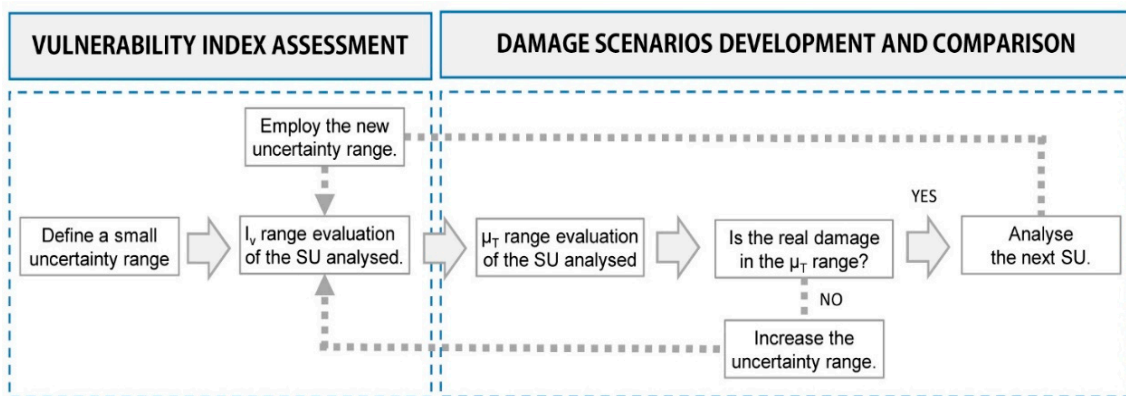 VULNERABILITY INDEX ASSESSMENT
DAMAGE SCENARIOS DEVELOPMENT AND COMPARISON
Employ the new
uncertainty range.
Define a small
uncertainty range
Iv range evaluation
of the SU analysed.
μT range evaluation
of the SU analysed
Is the real damage
in the μT range?
YES
Analyse
the next SU.
NO
Increase the
uncertainty range.